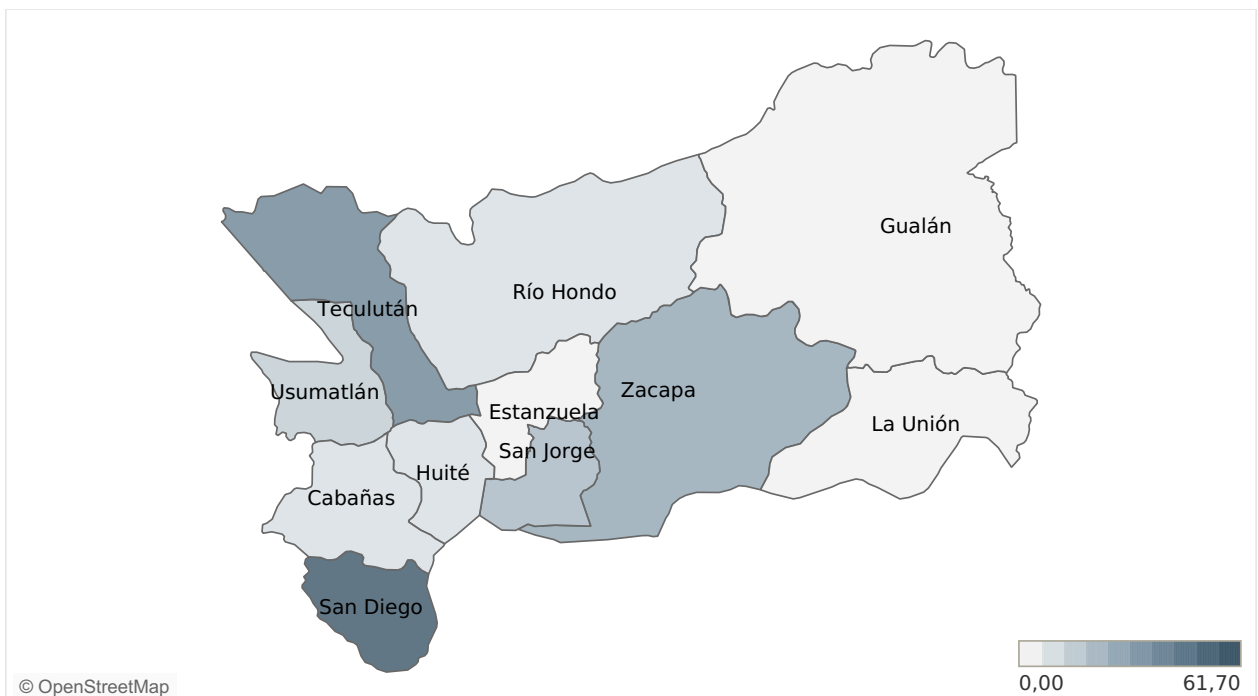 Gualán
Río Hondo
Teculután
Zacapa
Usumatlán
Estanzuela
La Unión
San Jorge
Huité
Cabañas
San Diego
0,00 61,70
© OpenStreetMap